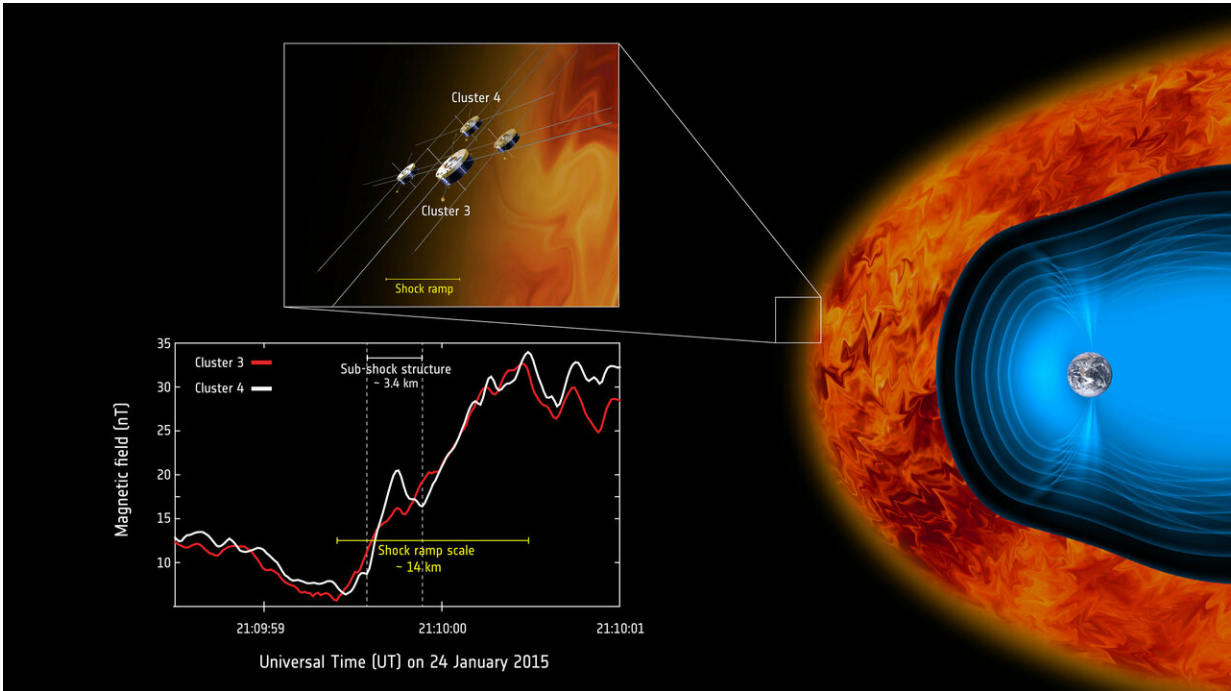 Cluster 4
Cluster 3
Shock ramp
35
30
25
20
15
10
Magnetic field (nT)
Cluster 3
Cluster 4
Sub-shock structure
~ 3.4 km
Shock ramp scale
~ 14 km
21:09:59
21:10:00
21:10:01
Universal Time (UT) on 24 January 2015